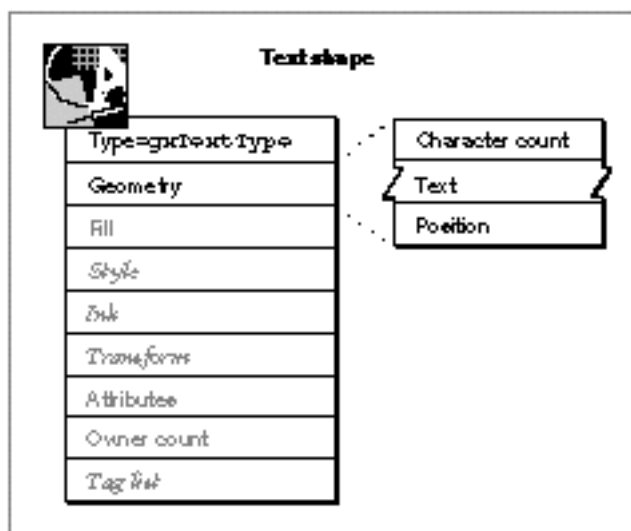 Text shape
Type=gxTextType
Geometry
Fill
Style
Ink
Transform
Attributes
Owner count
Tag list
Character count
Text
Position